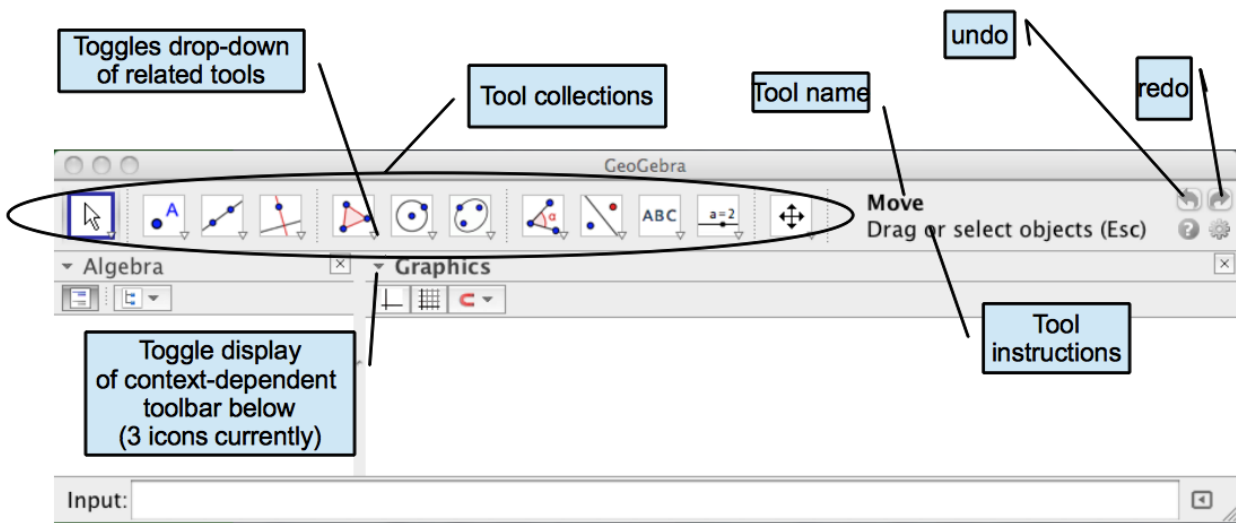 Toggles drop-down
of related tools
Tool collections
Tool name
undo
redo
GeoGebra
A
α
ABC
a=2
Move
Drag or select objects (Esc)
Algebra
Graphics
Toggle display
of context-dependent
toolbar below
(3 icons currently)
Tool
instructions
Input: